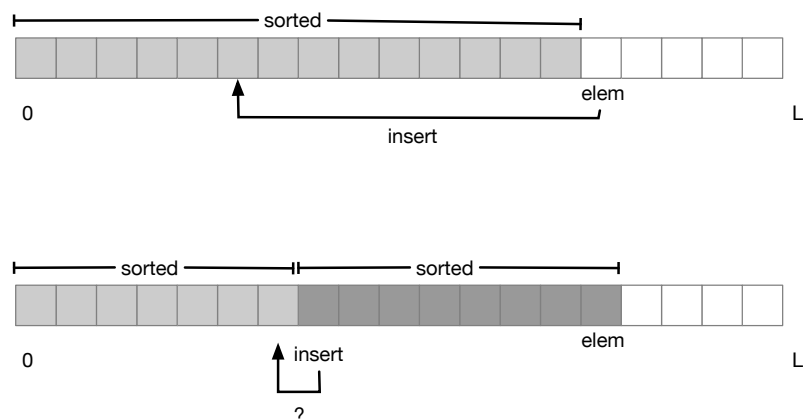 sorted
elem
0 L
insert
sorted sorted
elem
0 insert L
?